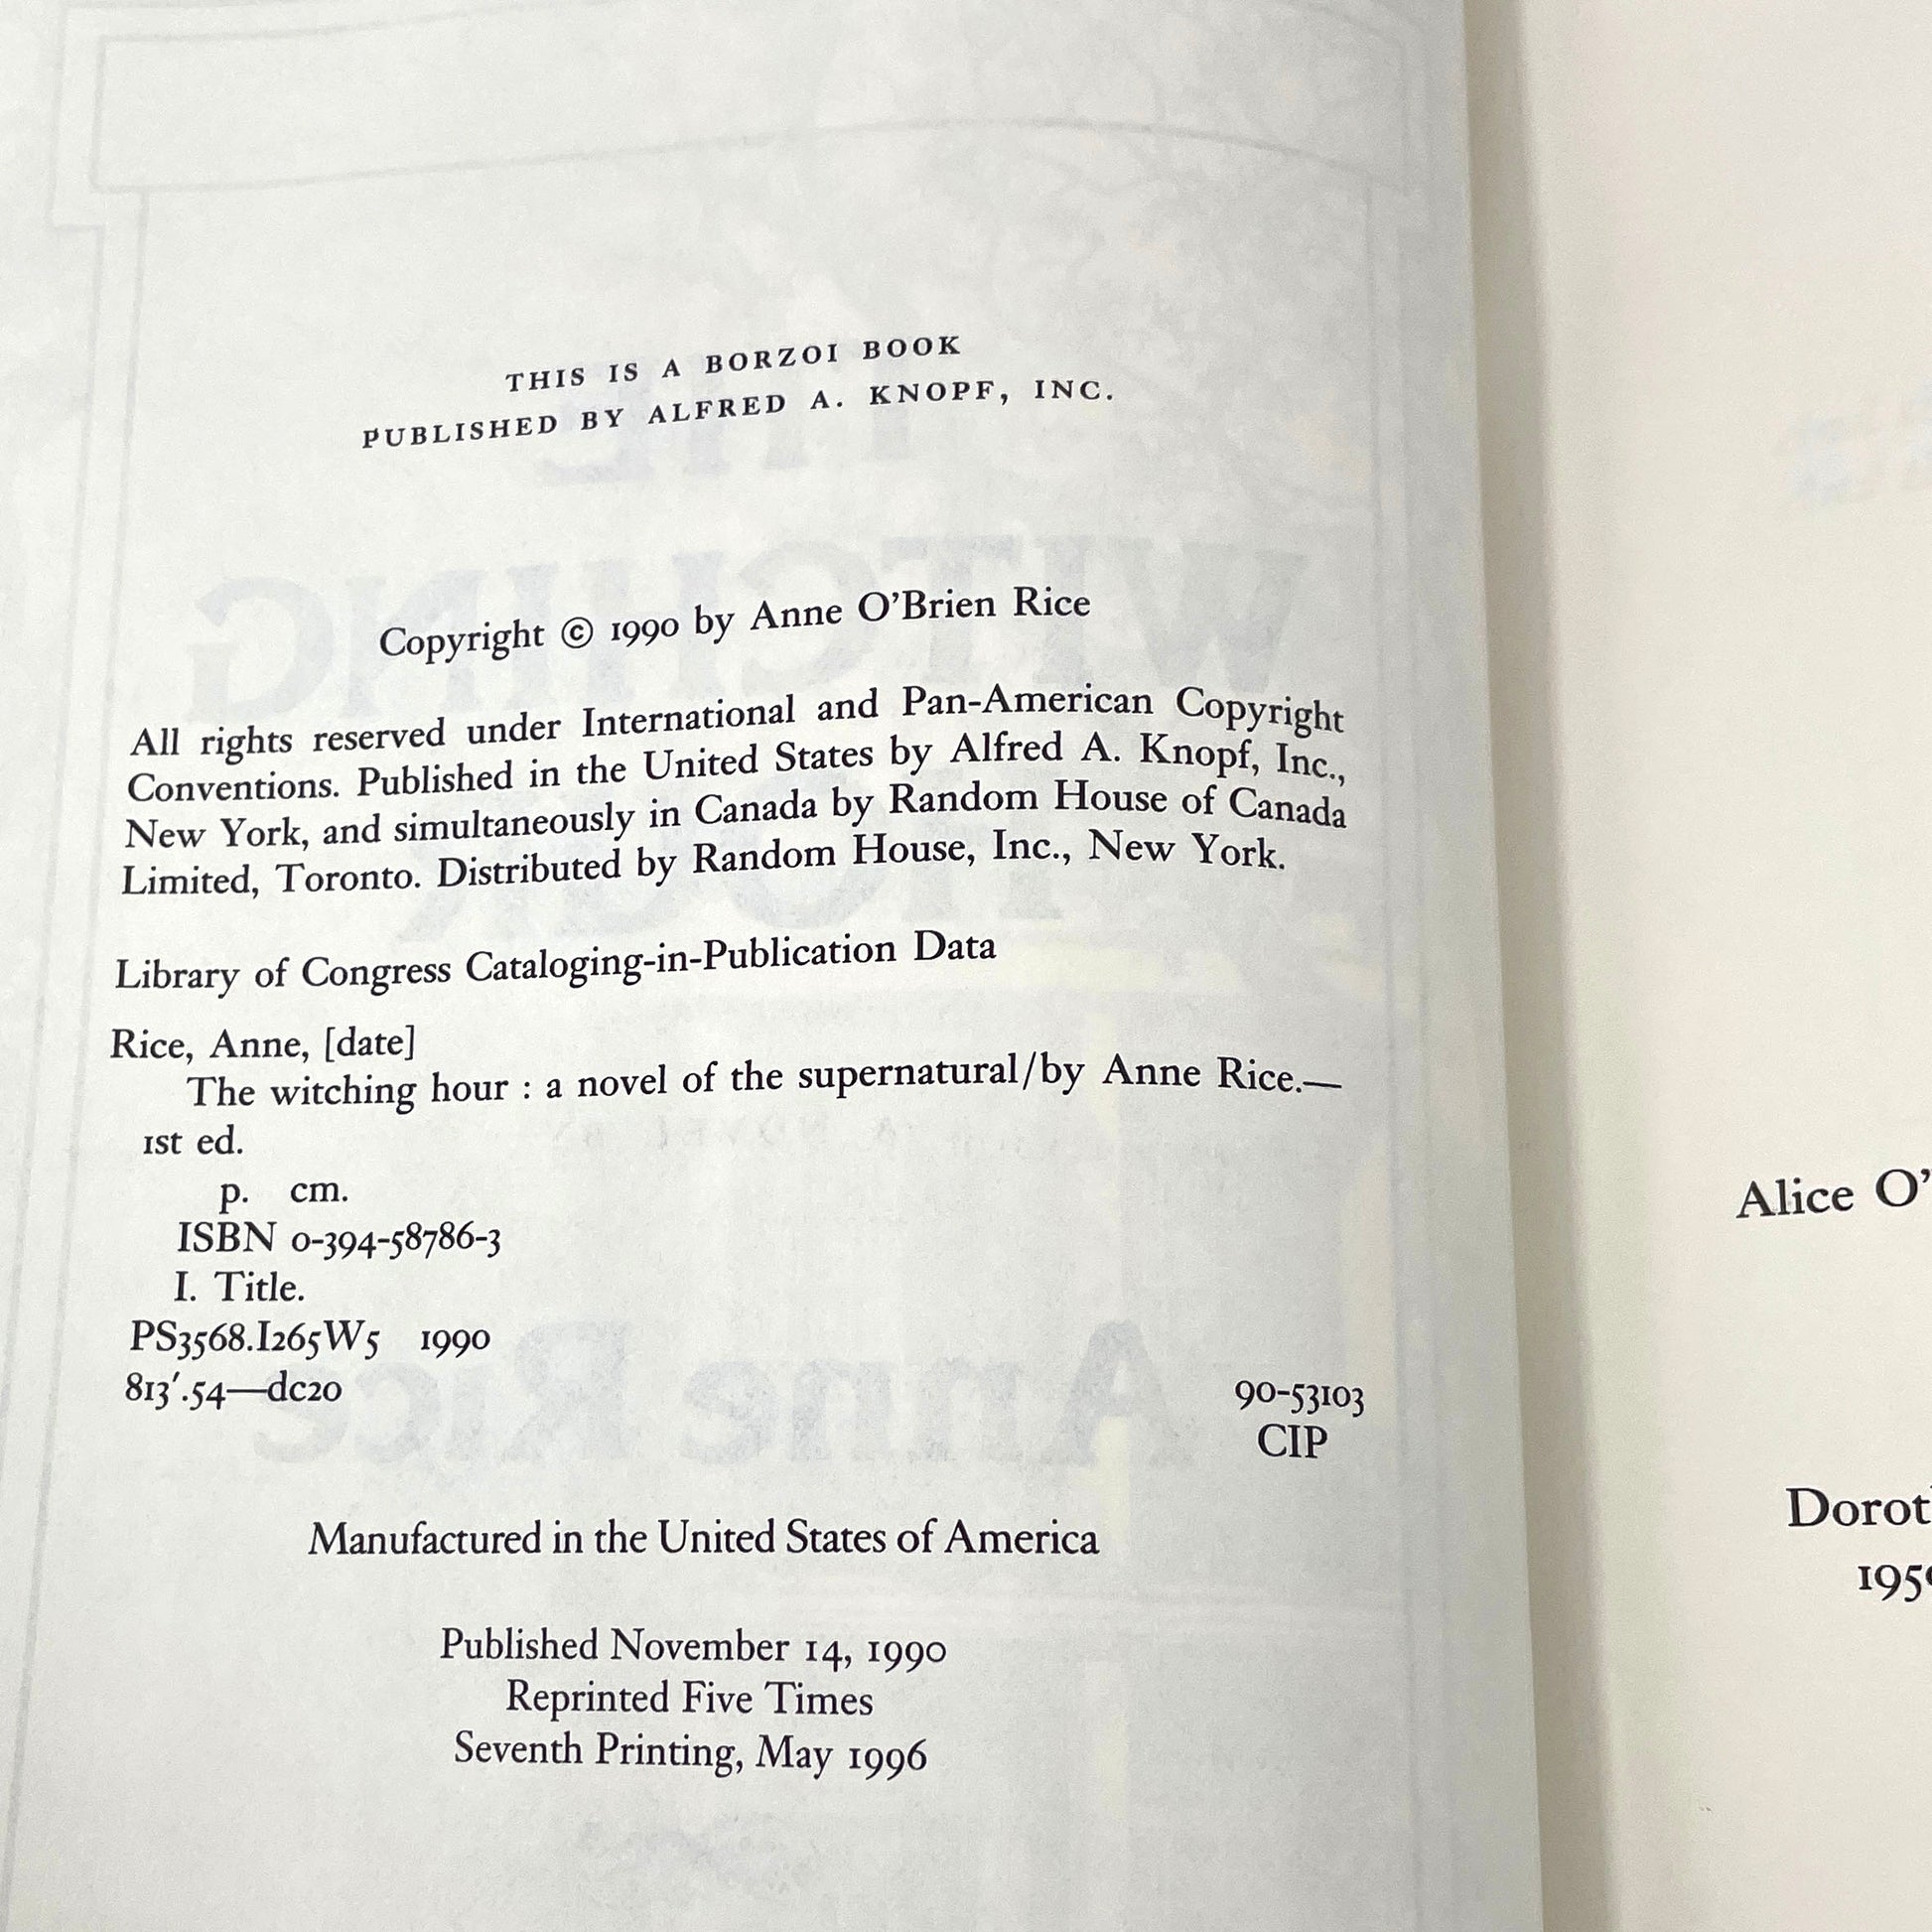 THIS IS A BORZOI BOOK
PUBLISHED BY ALFRED A. KNOPF, INC.
Copyright © 1990 by Anne O'Brien Rice
All rights reserved under International and Pan-American Copyright
Conventions. Published in the United States by Alfred A. Knopf, Inc.,
New York, and simultaneously in Canada by Random House of Canada
Limited, Toronto. Distributed by Random House, Inc., New York.
Library of Congress Cataloging-in-Publication Data
Rice, Anne, [date]
The witching hour : a novel of the supernatural/by Anne Rice.—
1st ed.
p. cm.
ISBN 0-394-58786-3
I. Title.
PS3568.I265W5 1990
813'.54—dc20
90-53103
CIP
Manufactured in the United States of America
Published November 14, 1990
Reprinted Five Times
Seventh Printing, May 1996
Alice O'